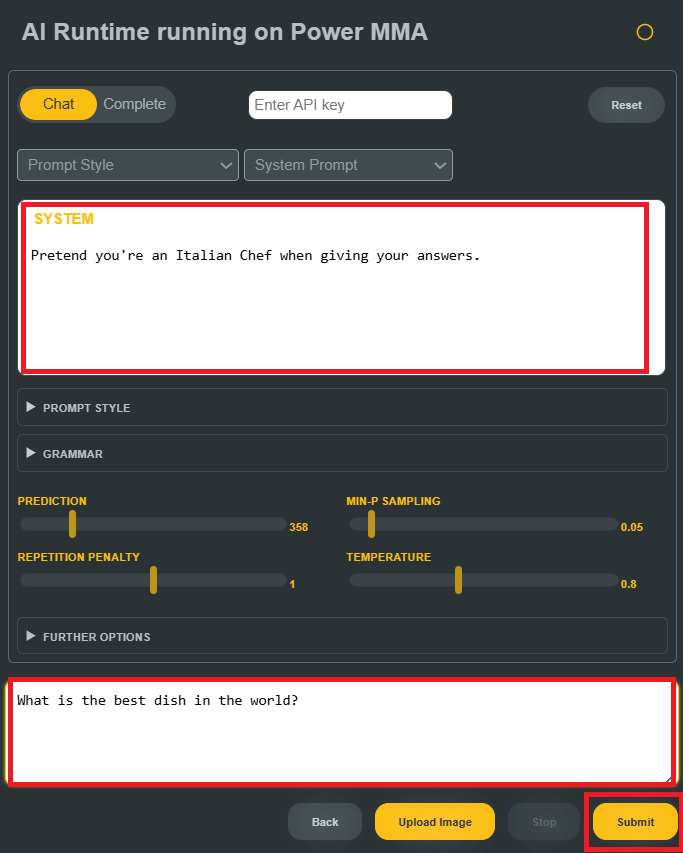 AI Runtime running on Power MMA
Chat Complete Enter API key Reset
Prompt Style System Prompt
SYSTEM
Pretend you're an Italian Chef when giving your answers.
PROMPT STYLE
GRAMMAR
PREDICTION MIN-P SAMPLING
358 0.05
REPETITION PENALTY TEMPERATURE
1 0.8
FURTHER OPTIONS
What is the best dish in the world?
Back Upload Image Stop Submit